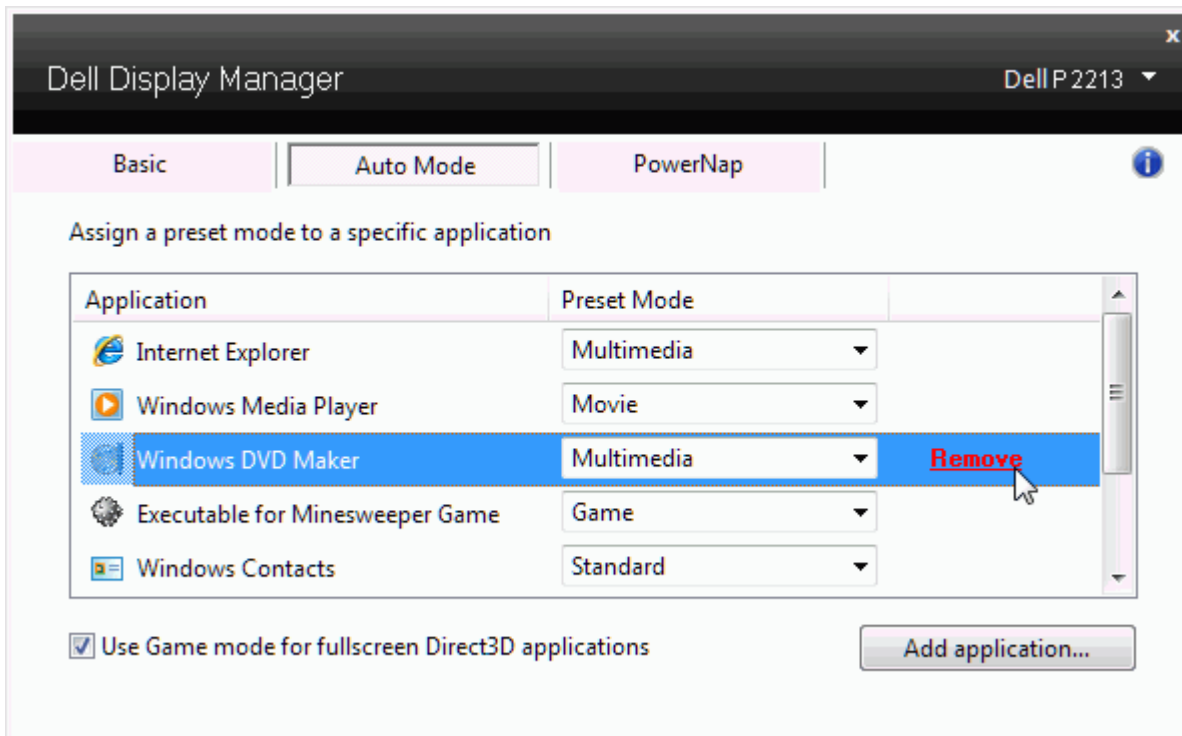 x
Dell Display Manager
Dell P2213
Basic
Auto Mode
PowerNap
Assign a preset mode to a specific application
Application Preset Mode
Internet Explorer Multimedia
Windows Media Player Movie
Windows DVD Maker Multimedia Remove
Executable for Minesweeper Game Game
Windows Contacts Standard
Use Game mode for fullscreen Direct3D applications
Add application...